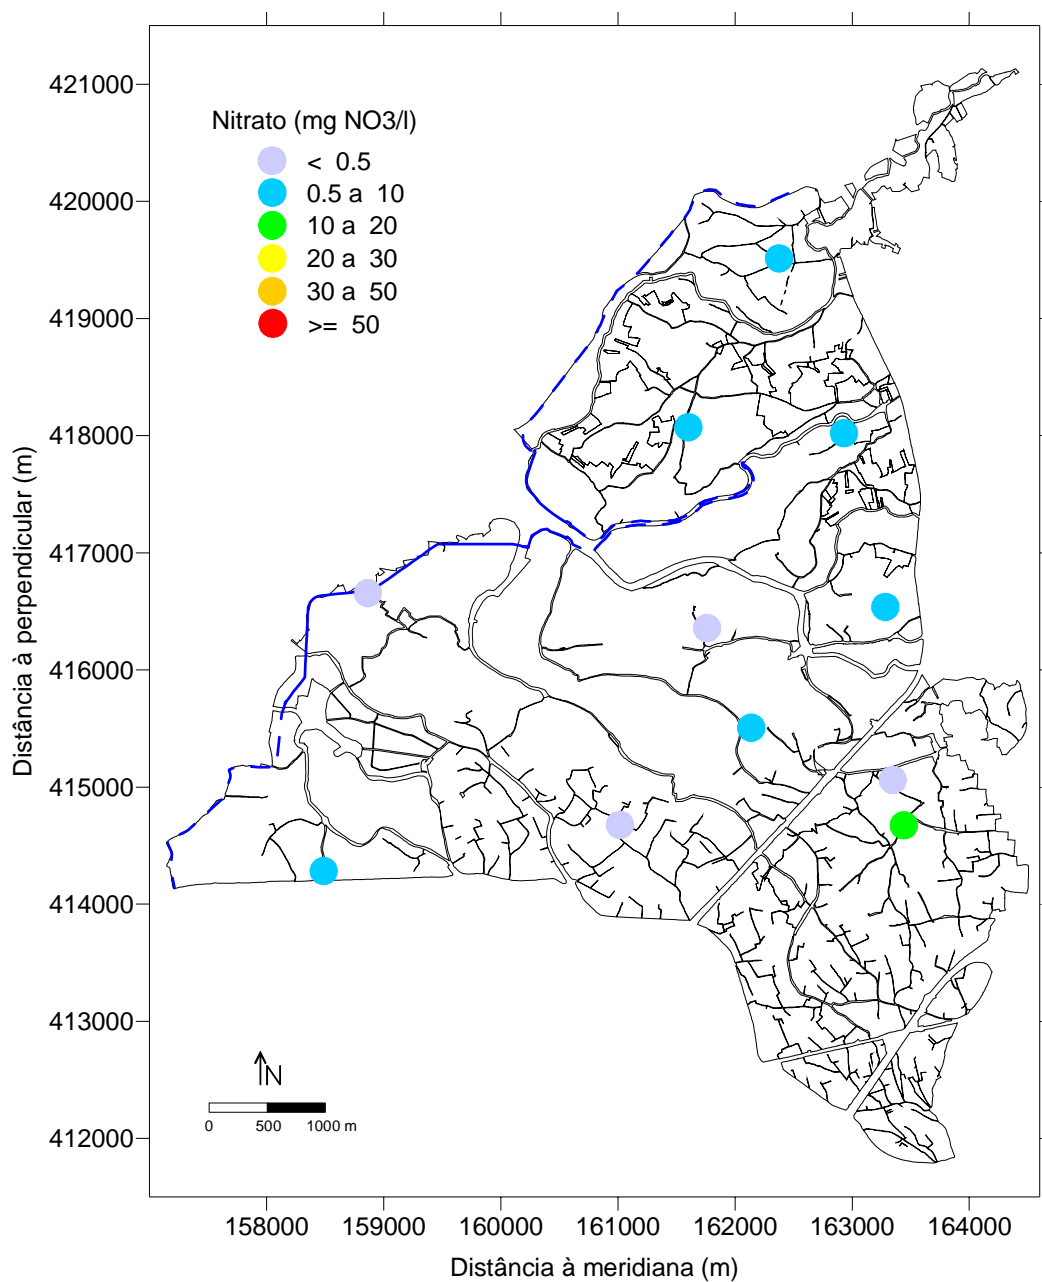 Nitrato (mg NO3/l)
< 0.5
0.5 a 10
10 a 20
20 a 30
30 a 50
>= 50
421000
420000
419000
418000
417000
416000
415000
414000
413000
412000
Distância à perpendicular (m)
N
0 500 1000 m
158000 159000 160000 161000 162000 163000 164000
Distância à meridiana (m)